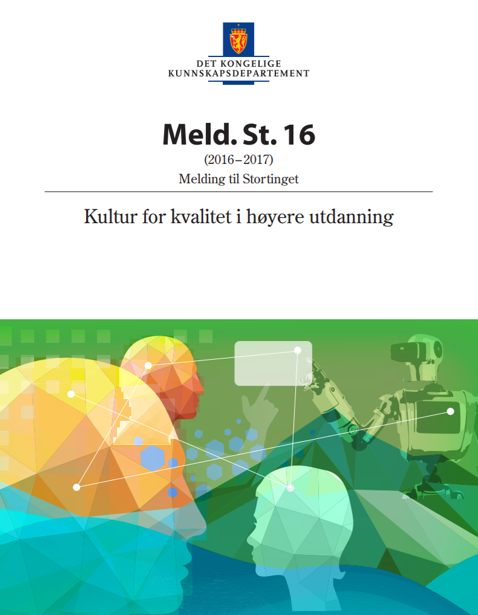 DET KONGELIGE
KUNNSKAPSDEPARTEMENT
Meld. St. 16
(2016–2017)
Melding til Stortinget
Kultur for kvalitet i høyere utdanning